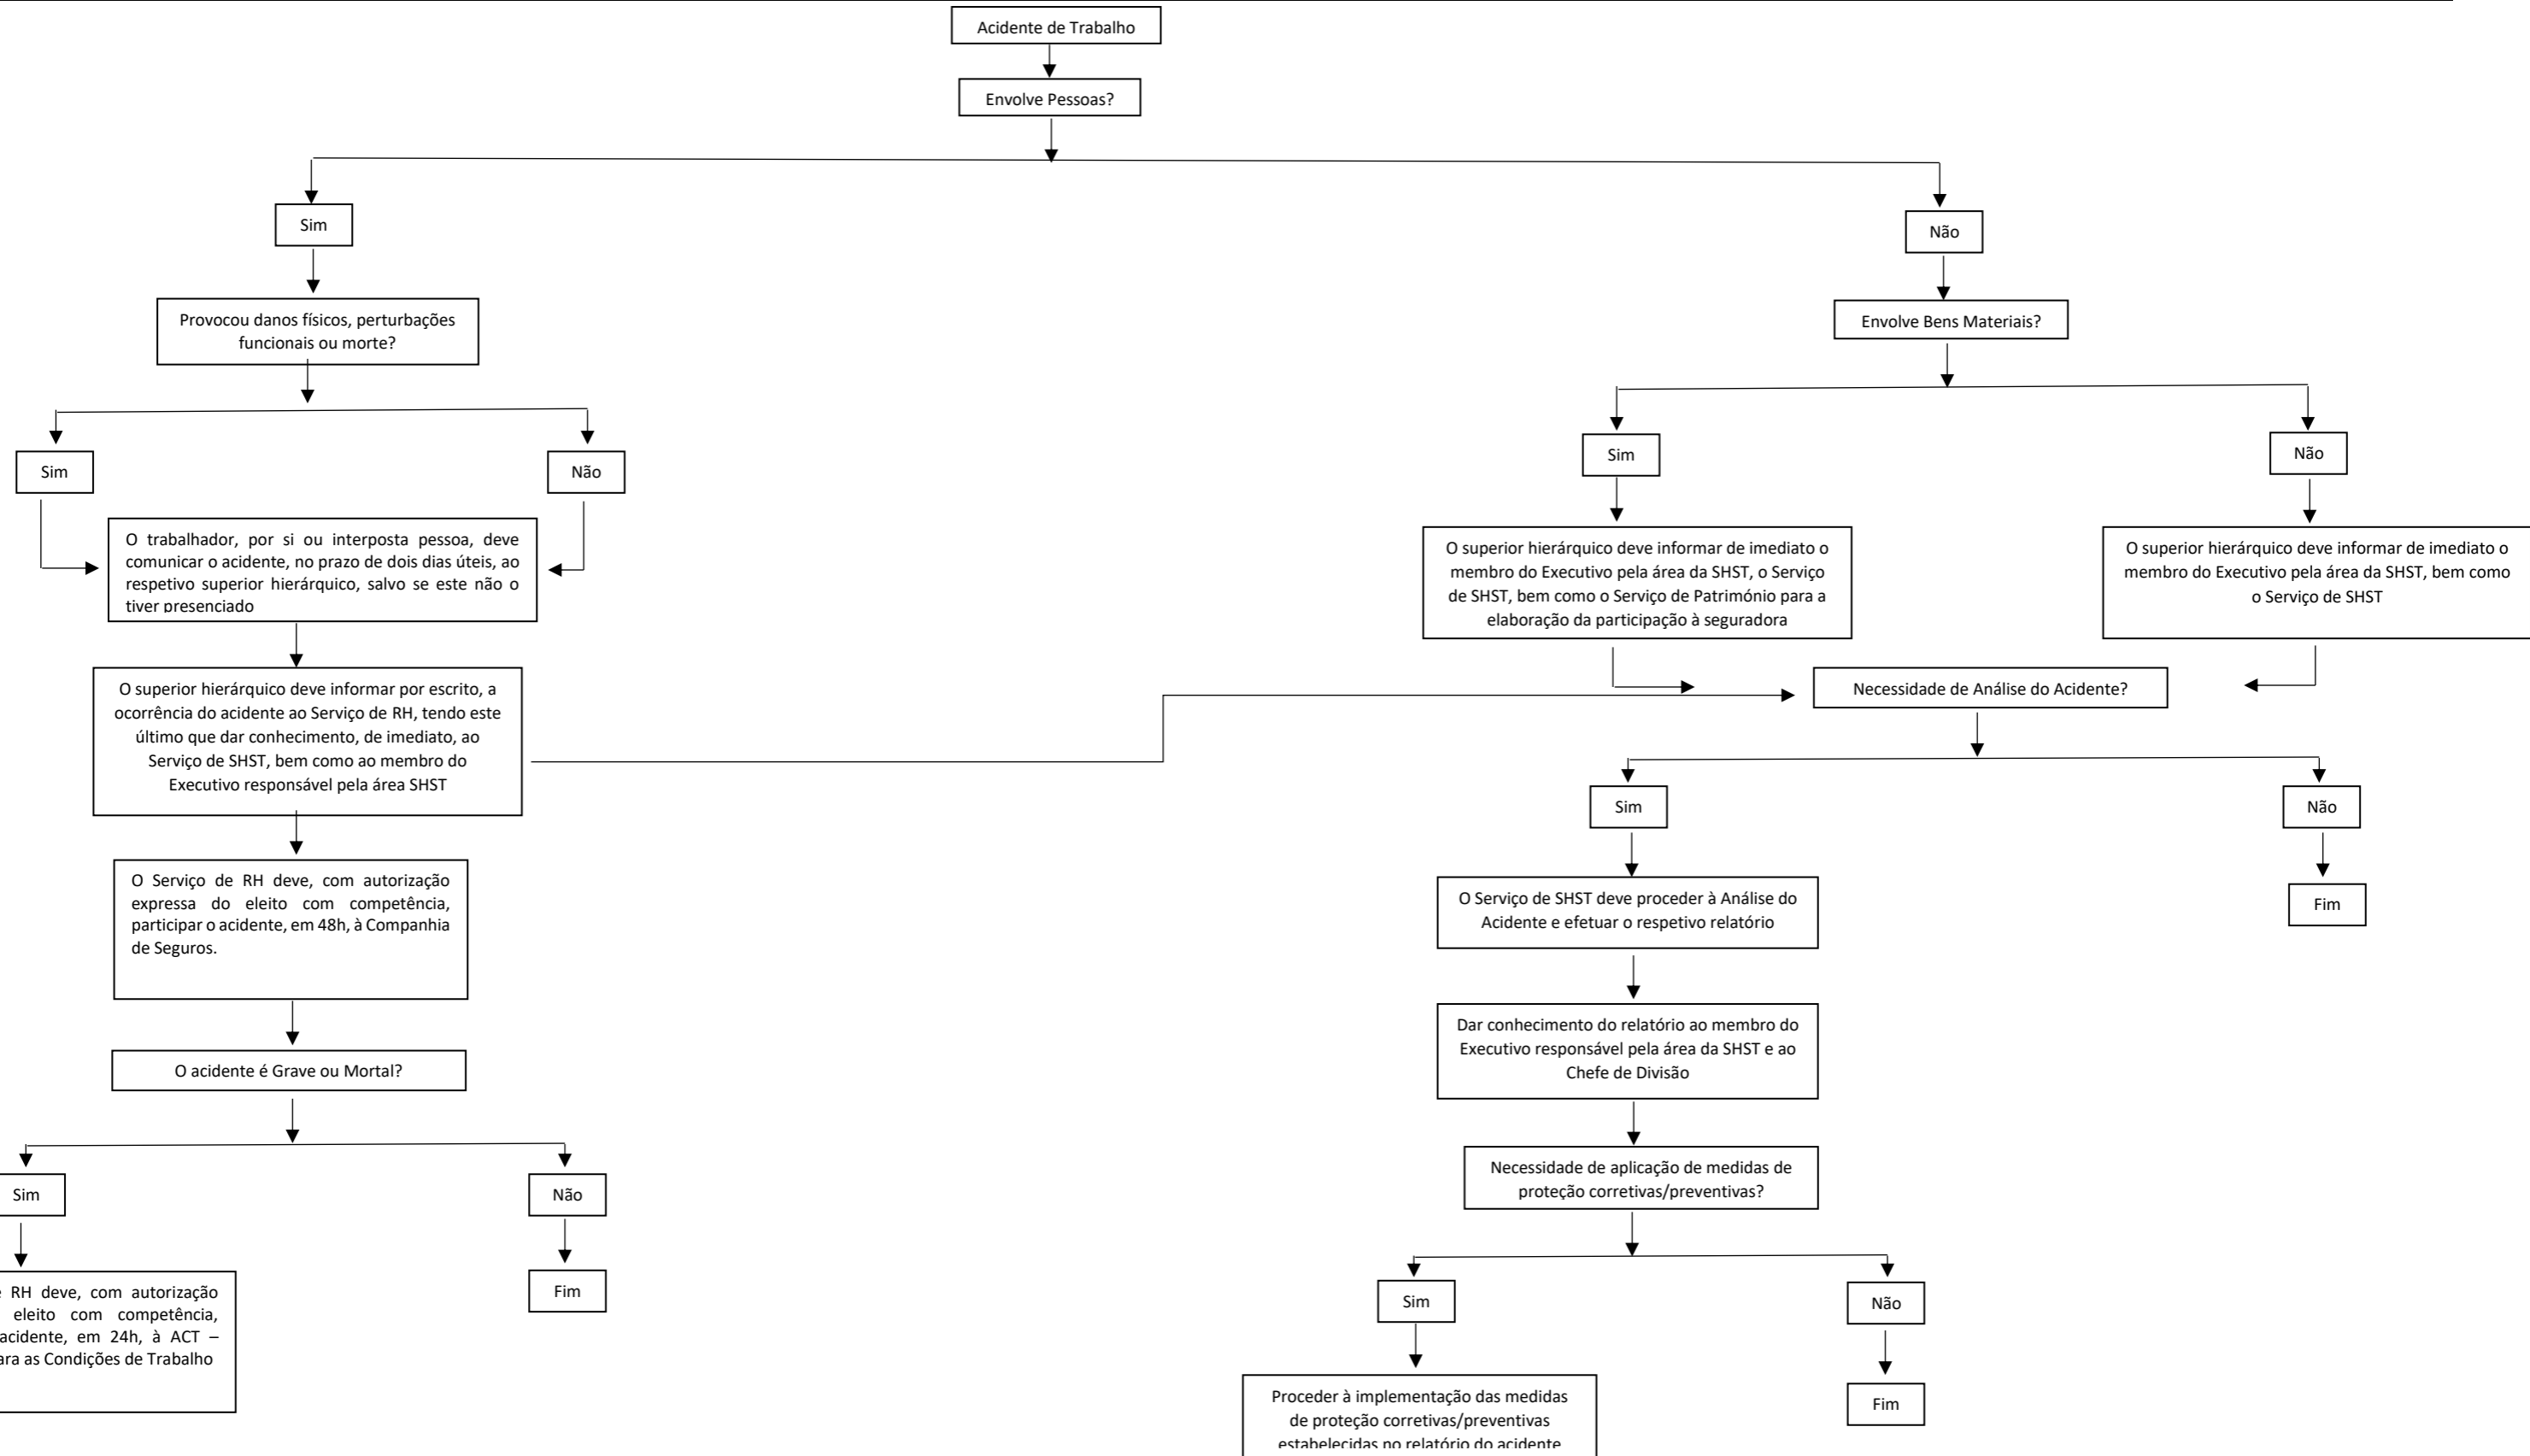 Acidente de Trabalho
Envolve Pessoas?
Sim
Não
Provocou danos físicos, perturbações
funcionais ou morte?
Envolve Bens Materiais?
Sim
Não
Sim
Não
O trabalhador, por si ou interposta pessoa, deve
comunicar o acidente, no prazo de dois dias úteis, ao
respetivo superior hierárquico, salvo se este não o
tiver presenciado
O superior hierárquico deve informar de imediato o
membro do Executivo pela área da SHST, o Serviço
de SHST, bem como o Serviço de Património para a
elaboração da participação à seguradora
O superior hierárquico deve informar de imediato o
membro do Executivo pela área da SHST, bem como
o Serviço de SHST
O superior hierárquico deve informar por escrito, a
ocorrência do acidente ao Serviço de RH, tendo este
último que dar conhecimento, de imediato, ao
Serviço de SHST, bem como ao membro do
Executivo responsável pela área SHST
Necessidade de Análise do Acidente?
Sim
Não
O Serviço de RH deve, com autorização
expressa do eleito com competência,
participar o acidente, em 48h, à Companhia
de Seguros.
O Serviço de SHST deve proceder à Análise do
Acidente e efetuar o respetivo relatório
Fim
Dar conhecimento do relatório ao membro do
Executivo responsável pela área da SHST e ao
Chefe de Divisão
O acidente é Grave ou Mortal?
Necessidade de aplicação de medidas de
proteção corretivas/preventivas?
Sim
Não
RH deve, com autorização
eleito com competência,
acidente, em 24h, à ACT –
as Condições de Trabalho
Fim
Sim
Não
Proceder à implementação das medidas
de proteção corretivas/preventivas
estabelecidas no relatório do acidente
Fim